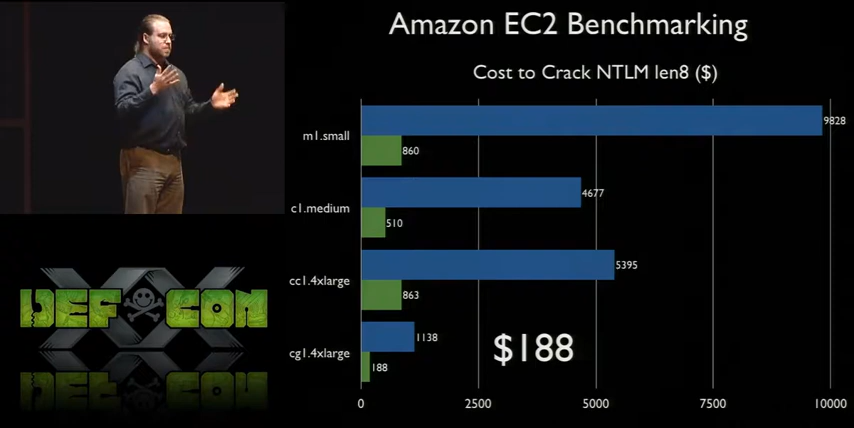 Amazon EC2 Benchmarking
Cost to Crack NTLM len8 ($)
m1.small
9828
860
c1.medium
4677
510
cc1.4xlarge
5395
863
cg1.4xlarge
1138
188
$188
0 2500 5000 7500 10000
DEF CON
XX